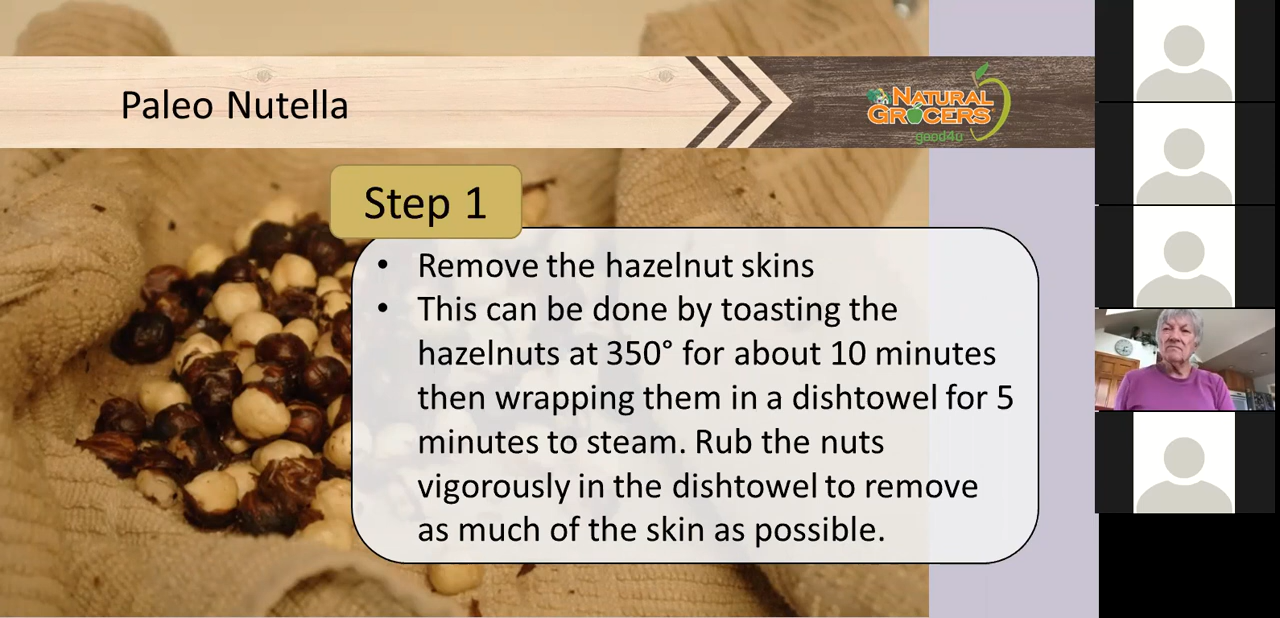 Paleo Nutella
NATURAL
GROCERS
good4u
Step 1
• Remove the hazelnut skins
• This can be done by toasting the
hazelnuts at 350° for about 10 minutes
then wrapping them in a dishtowel for 5
minutes to steam. Rub the nuts
vigorously in the dishtowel to remove
as much of the skin as possible.